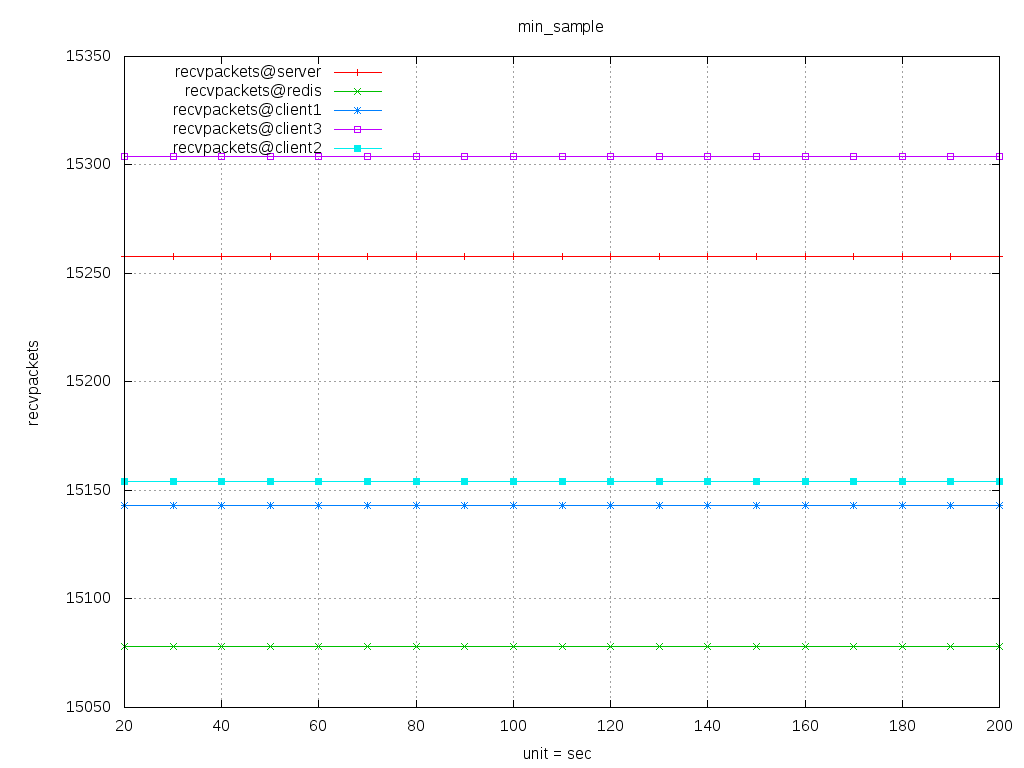 min_sample
15350
recvpackets@server
recvpackets@redis
recvpackets@client1
recvpackets@client3
recvpackets@client2
15300
15250
15200
15150
15100
15050
recvpackets
20 40 60 80 100 120 140 160 180 200
unit = sec